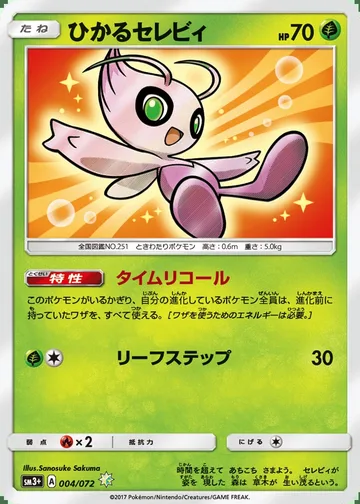 たね ひかるセレビィ HP70
全国図鑑NO.251 ときわたりポケモン 高さ:0.6m 重さ:5.0kg
とくせい 特性 タイムリコール
このポケモンがいるかぎり、自分の進化しているポケモン全員は、進化前に
持っていたワザを、すべて使える。[ワザを使うためのエネルギーは必要。]
リーフステップ 30
Illus.Sanosuke Sakuma
弱点 ×2 抵抗力 にげる
SM3+ A 004/072
時間を超えて あちこち さまよう。 セレビィが
姿を 現した 森は 草木が 生い茂るという。
©2017 Pokémon/Nintendo/Creatures/GAME FREAK.